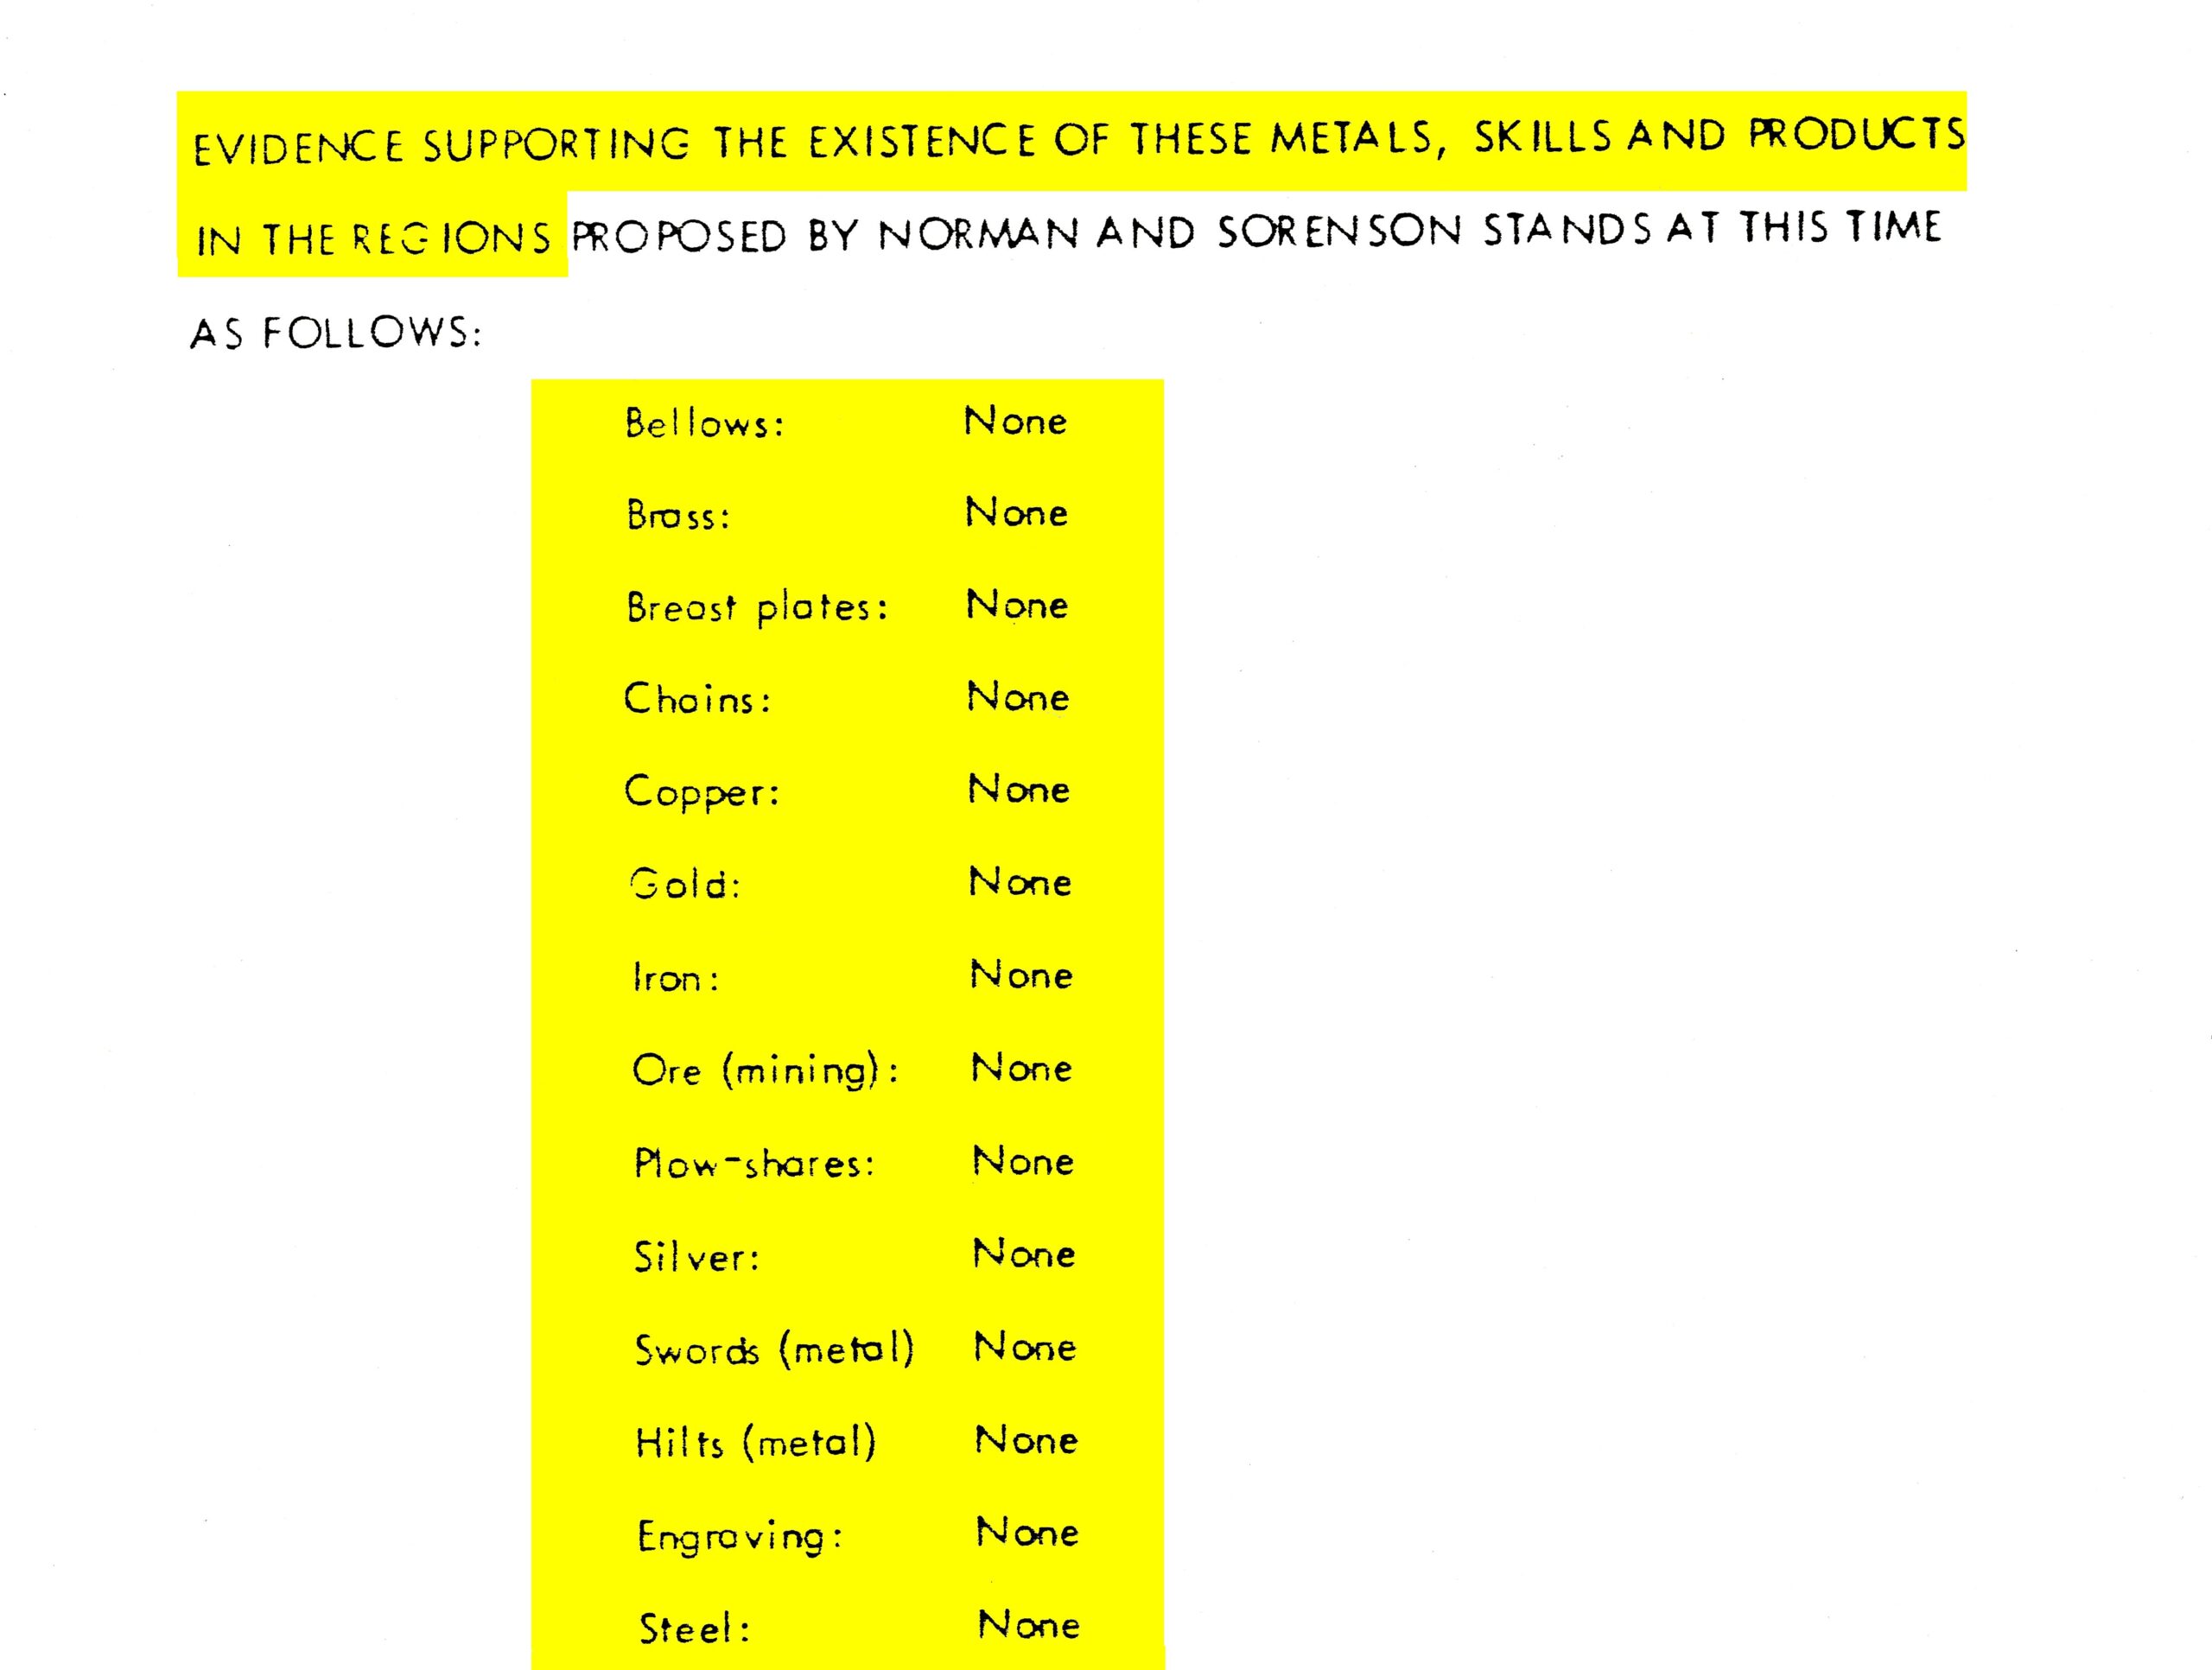 EVIDENCE SUPPORTING THE EXISTENCE OF THESE METALS, SKILLS AND PRODUCTS
IN THE REGIONS PROPOSED BY NORMAN AND SORENSON STANDS AT THIS TIME
AS FOLLOWS:
Bellows: None
Brass: None
Breast plates: None
Chains: None
Copper: None
Gold: None
Iron: None
Ore (mining): None
Plow-shares: None
Silver: None
Swords (metal) None
Hilts (metal) None
Engraving: None
Steel: None